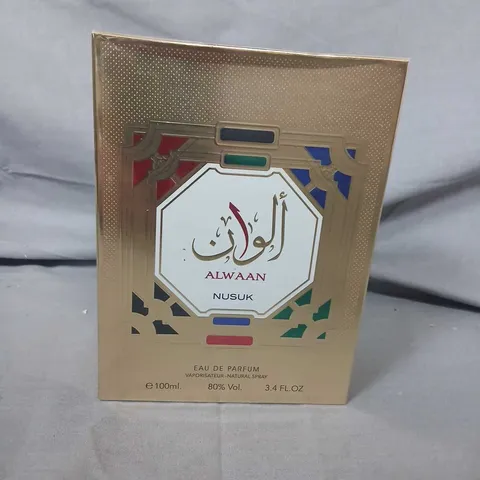 ألوان
ALWAAN
NUSUK
EAU DE PARFUM
VAPORISATEUR-NATURAL SPRAY
℮100ml 80% Vol. 3.4 FL.OZ